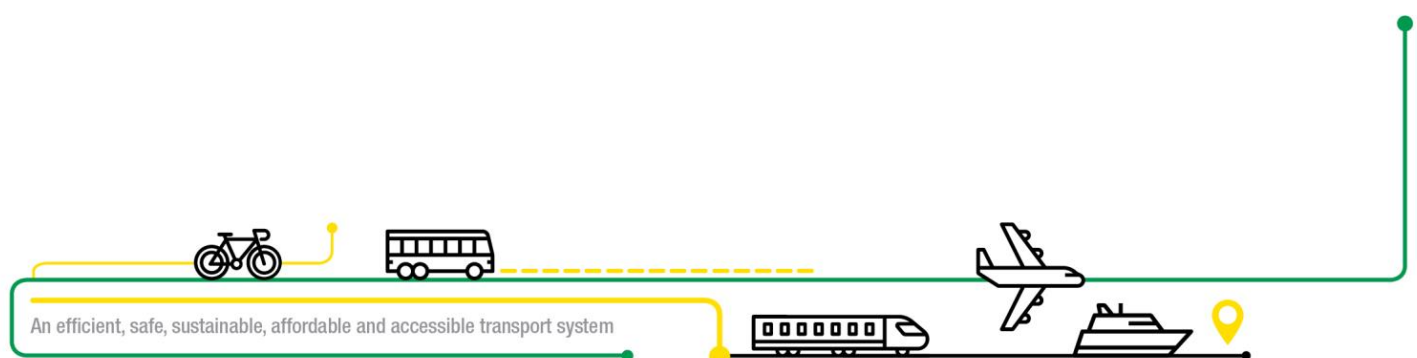 An efficient, safe, sustainable, affordable and accessible transport system